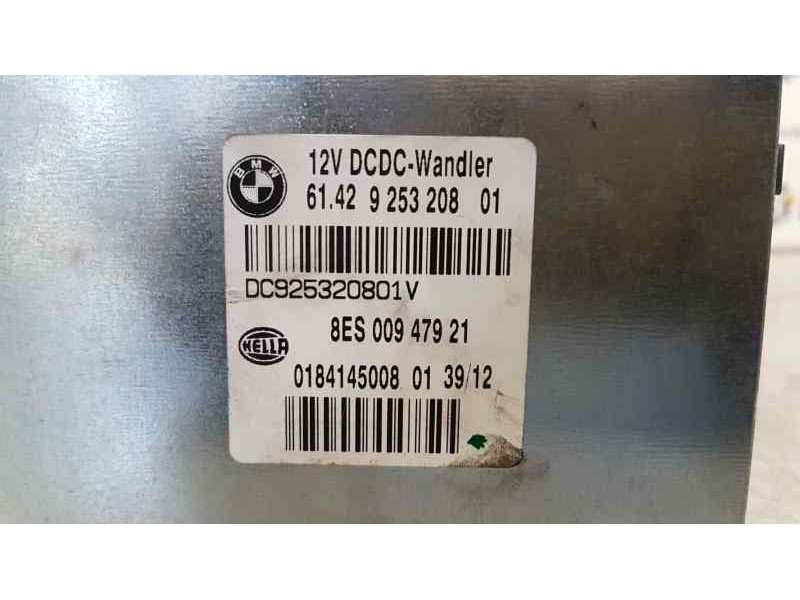 BMW
12V DCDC-Wandler
61.42 9 253 208 01
DC925320801V
HELLA
8ES 009 479 21
0184145008 01 39/12